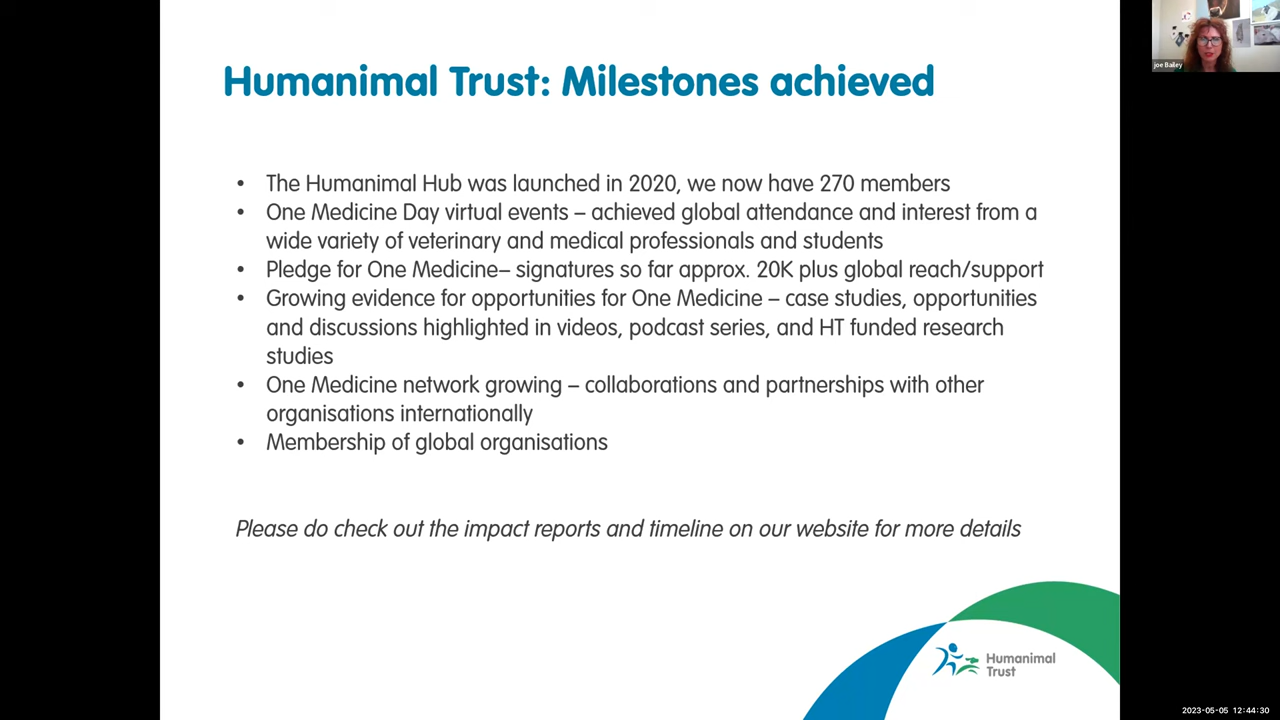 Humanimal Trust: Milestones achieved
joe Bailey
• The Humanimal Hub was launched in 2020, we now have 270 members
• One Medicine Day virtual events – achieved global attendance and interest from a
wide variety of veterinary and medical professionals and students
• Pledge for One Medicine– signatures so far approx. 20K plus global reach/support
• Growing evidence for opportunities for One Medicine – case studies, opportunities
and discussions highlighted in videos, podcast series, and HT funded research
studies
• One Medicine network growing – collaborations and partnerships with other
organisations internationally
• Membership of global organisations
Please do check out the impact reports and timeline on our website for more details
Humanimal
Trust
2023-05-05 12:44:30